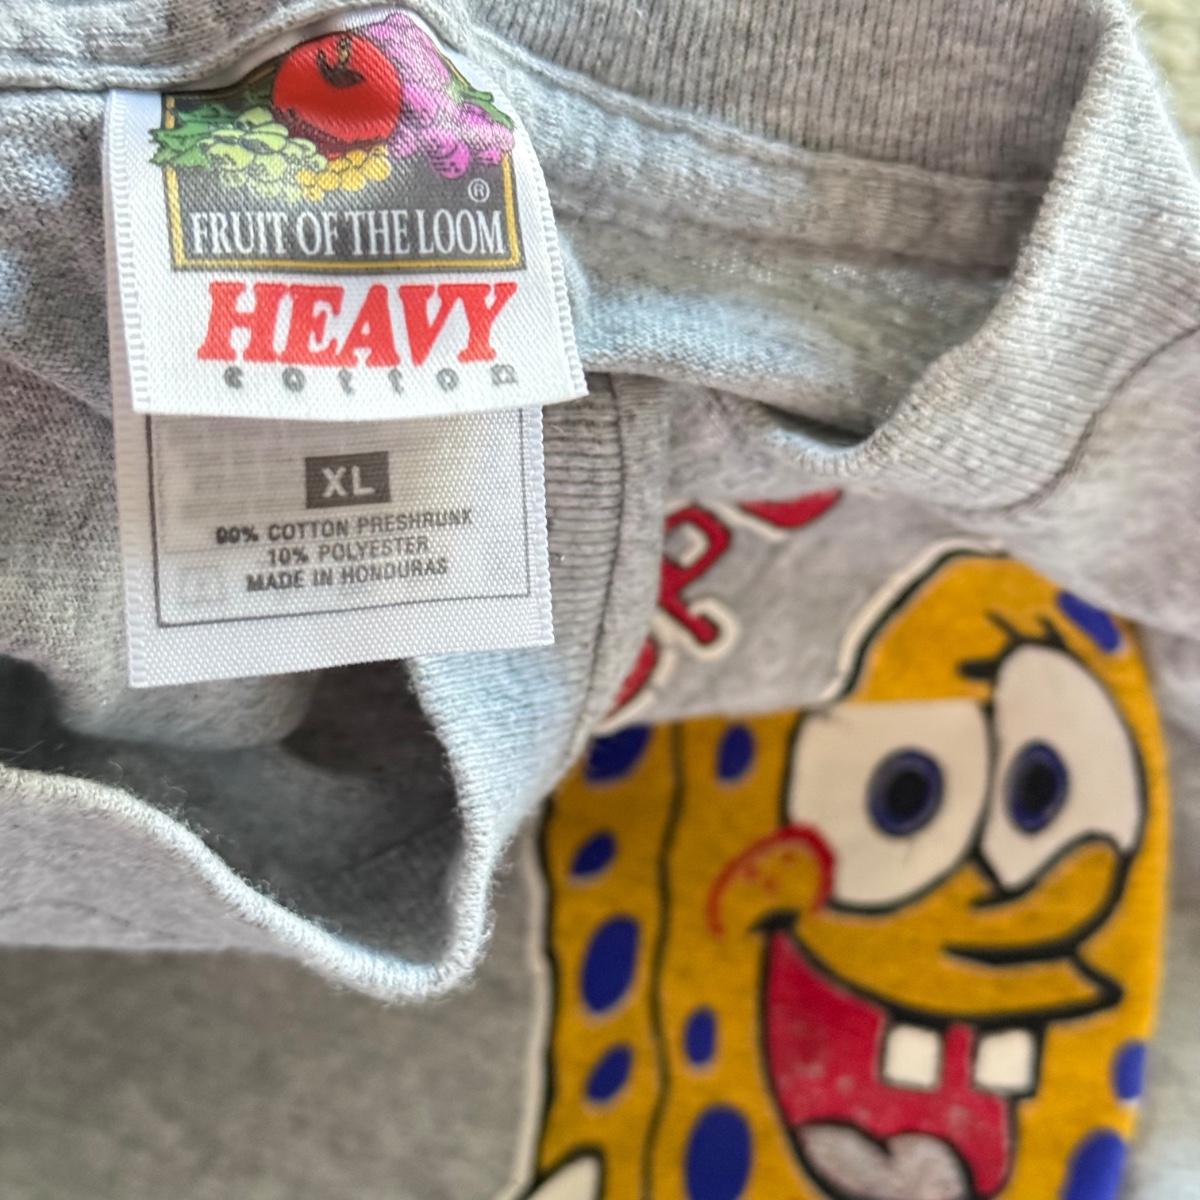 ®
FRUIT OF THE LOOM
HEAVY
cotton
XL
90% COTTON PRESHRUNK
10% POLYESTER
MADE IN HONDURAS